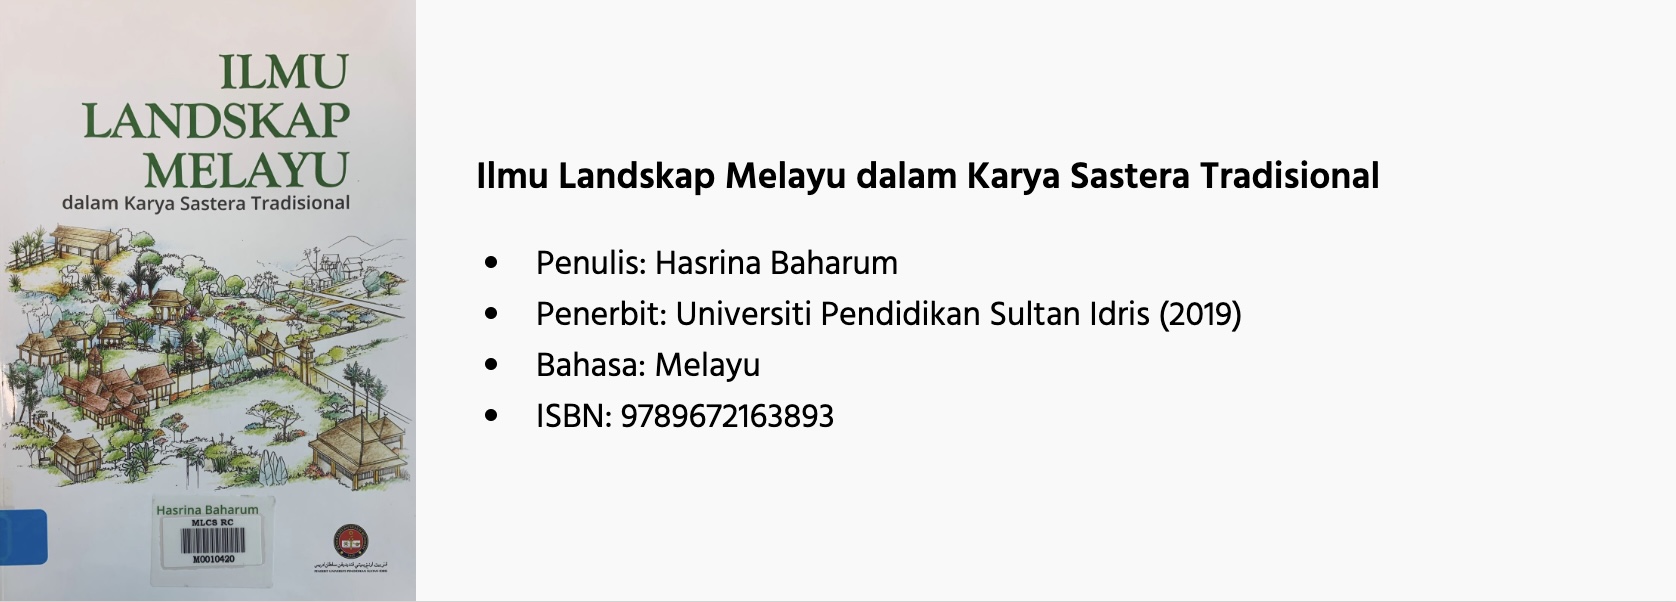 ILMU
LANDSKAP
MELAYU
dalam Karya Sastera Tradisional
Hasrina Baharum
MLCS RC
M0010420
Ilmu Landskap Melayu dalam Karya Sastera Tradisional
Penulis: Hasrina Baharum
Penerbit: Universiti Pendidikan Sultan Idris (2019)
Bahasa: Melayu
ISBN: 9789672163893